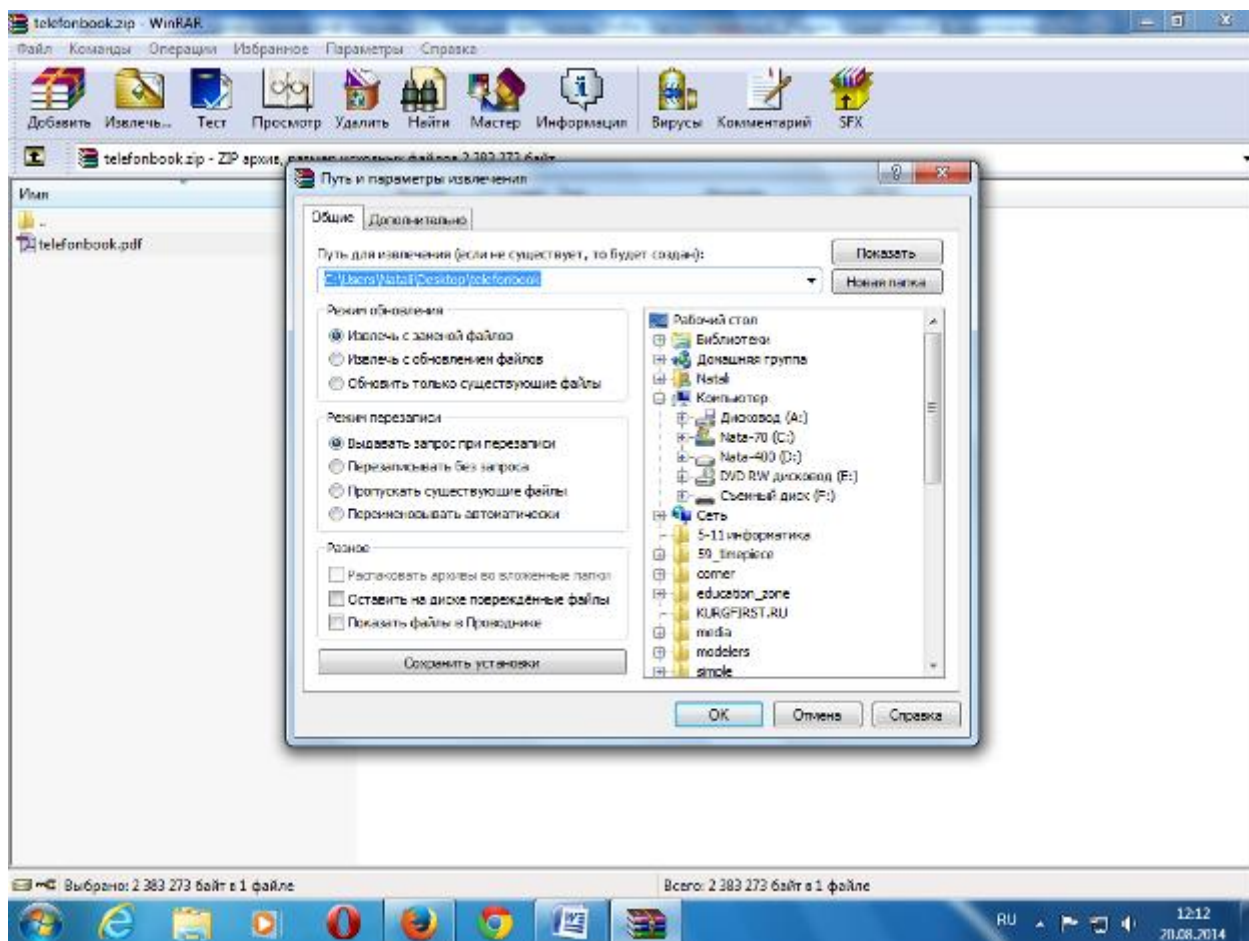 telefonbook.zip - WinRAR
Файл Команды Операции Избранное Параметры Справка
Добавить Извлечь... Тест Просмотр Удалить Найти Мастер Информация Вирусы Комментарий SFX
telefonbook.zip - ZIP архив, размер исходных файлов 2 383 273 байт
Имя
..
telefonbook.pdf
Путь и параметры извлечения
Общие Дополнительно
Путь для извлечения (если не существует, то будет создан):
Показать
C:\Users\Natali\Desktop\telefonbook
Новая папка
Режим обновления
Извлечь с заменой файлов
Извлечь с обновлением файлов
Обновить только существующие файлы
Режим перезаписи
Выдавать запрос при перезаписи
Перезаписывать без запроса
Пропускать существующие файлы
Переименовывать автоматически
Разное
Распаковать архивы во вложенные папки
Оставить на диске повреждённые файлы
Показать файлы в Проводнике
Сохранить установки
Рабочий стол
Библиотеки
Домашняя группа
Natali
Компьютер
Дисковод (A:)
Nata-70 (C:)
Nata-400 (D:)
DVD RW дисковод (E:)
Съемный диск (F:)
Сеть
5-11 информатика
59_timepiece
corner
education_zone
KURGFIRST.RU
media
modelers
simple
OK Отмена Справка
Выбрано: 2 383 273 байт в 1 файле
Всего: 2 383 273 байт в 1 файле
RU
12:12
20.08.2014